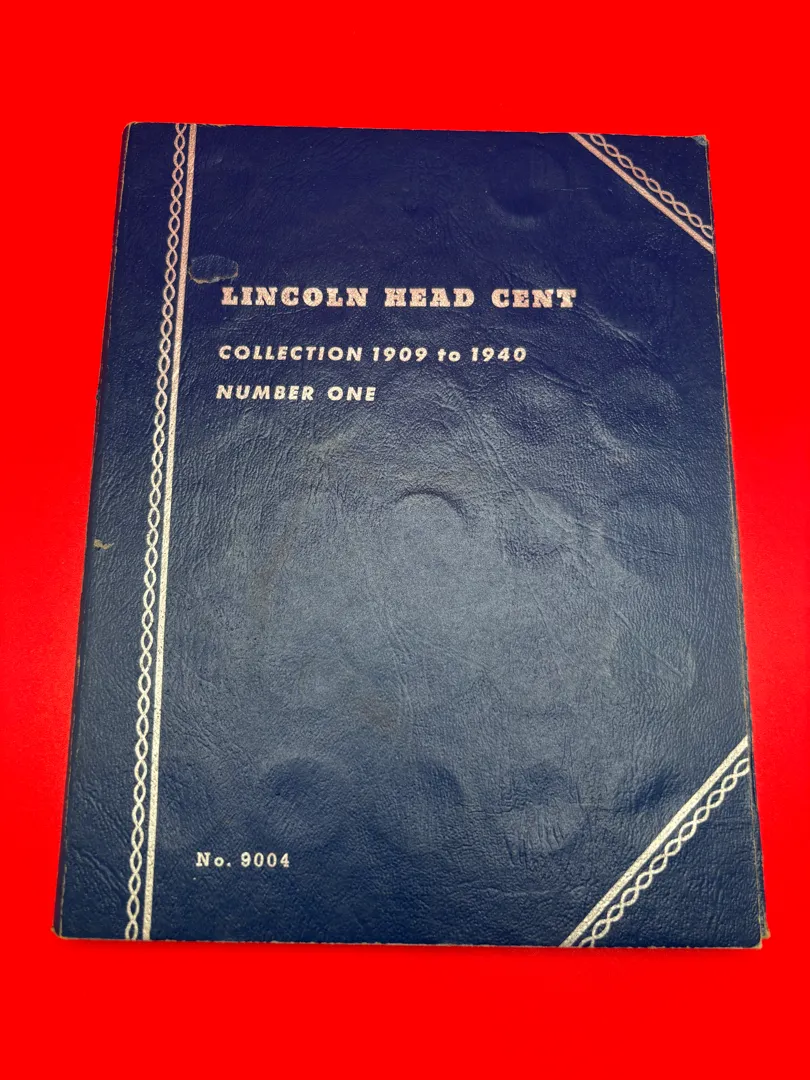 LINCOLN HEAD CENT
COLLECTION 1909 to 1940
NUMBER ONE
No. 9004